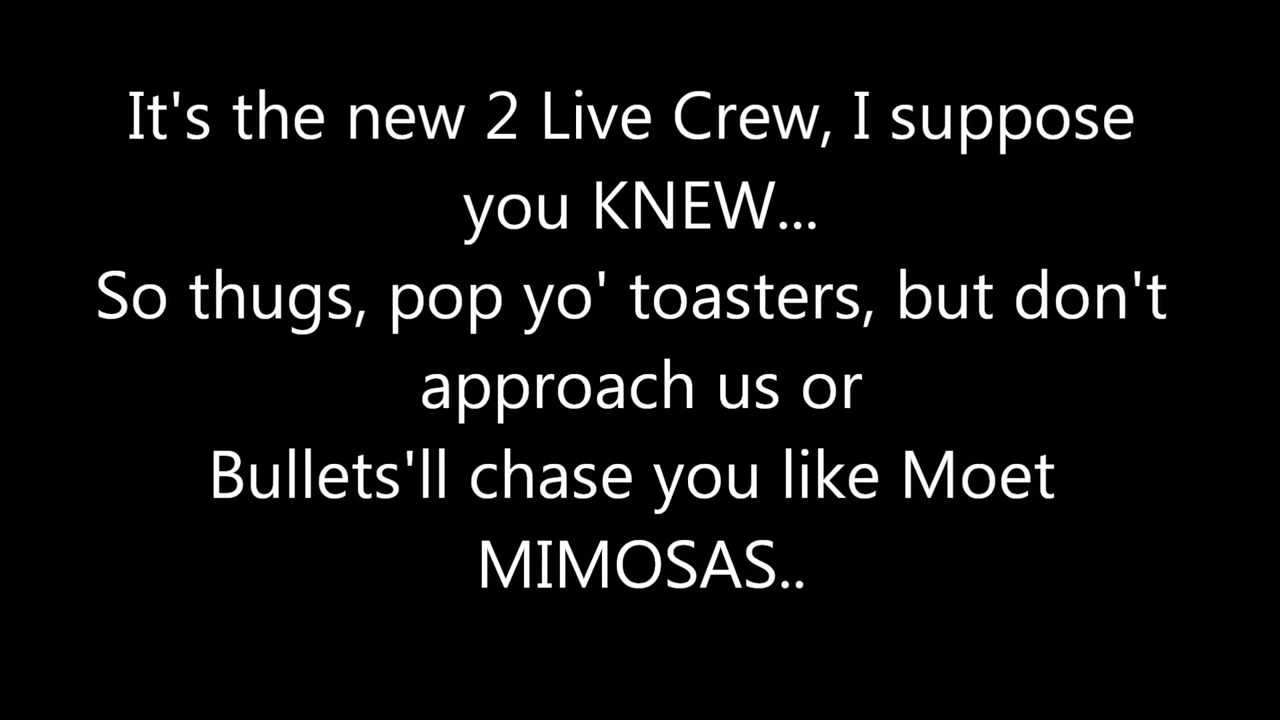 It's the new 2 Live Crew, I suppose
you KNEW...
So thugs, pop yo' toasters, but don't
approach us or
Bullets'll chase you like Moet
MIMOSAS..